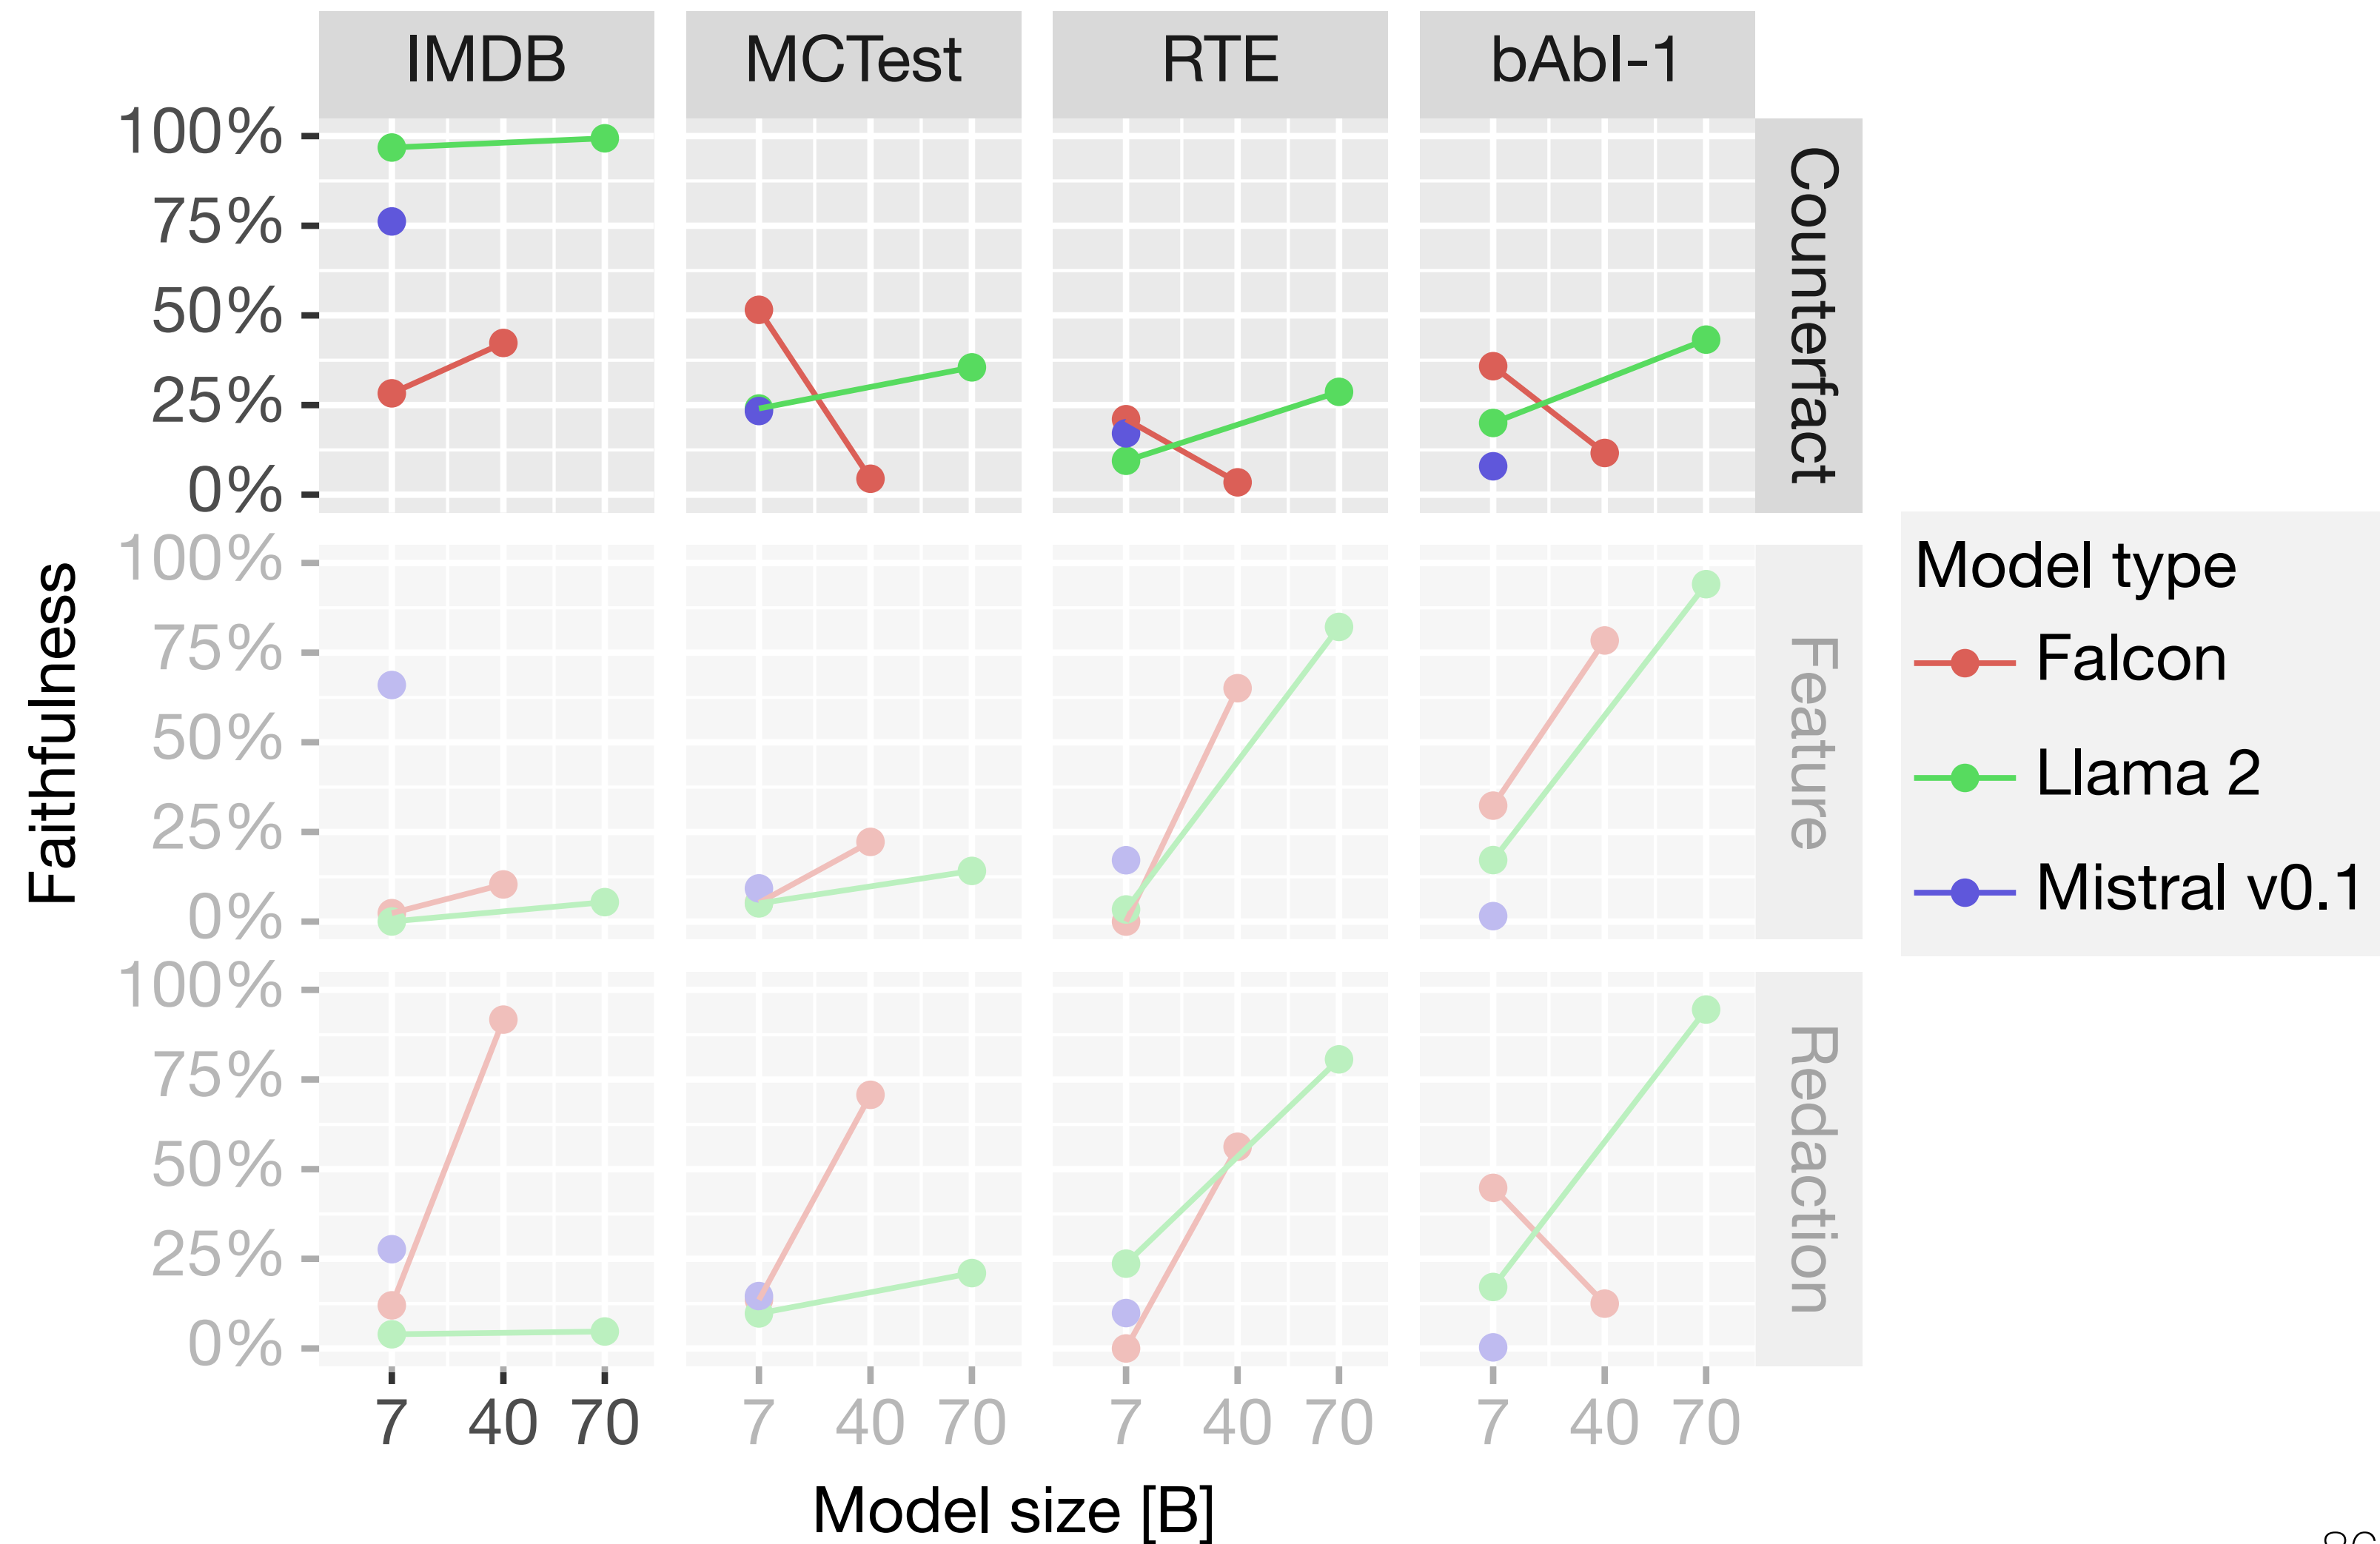 IMDB MCTest RTE bAbI-1
100%
75%
50%
25%
0%
Counterfact
100%
75%
50%
25%
0%
Feature
100%
75%
50%
25%
0%
Redaction
Faithfulness
7 40 70 7 40 70 7 40 70 7 40 70
Model size [B]
Model type
Falcon
Llama 2
Mistral v0.1